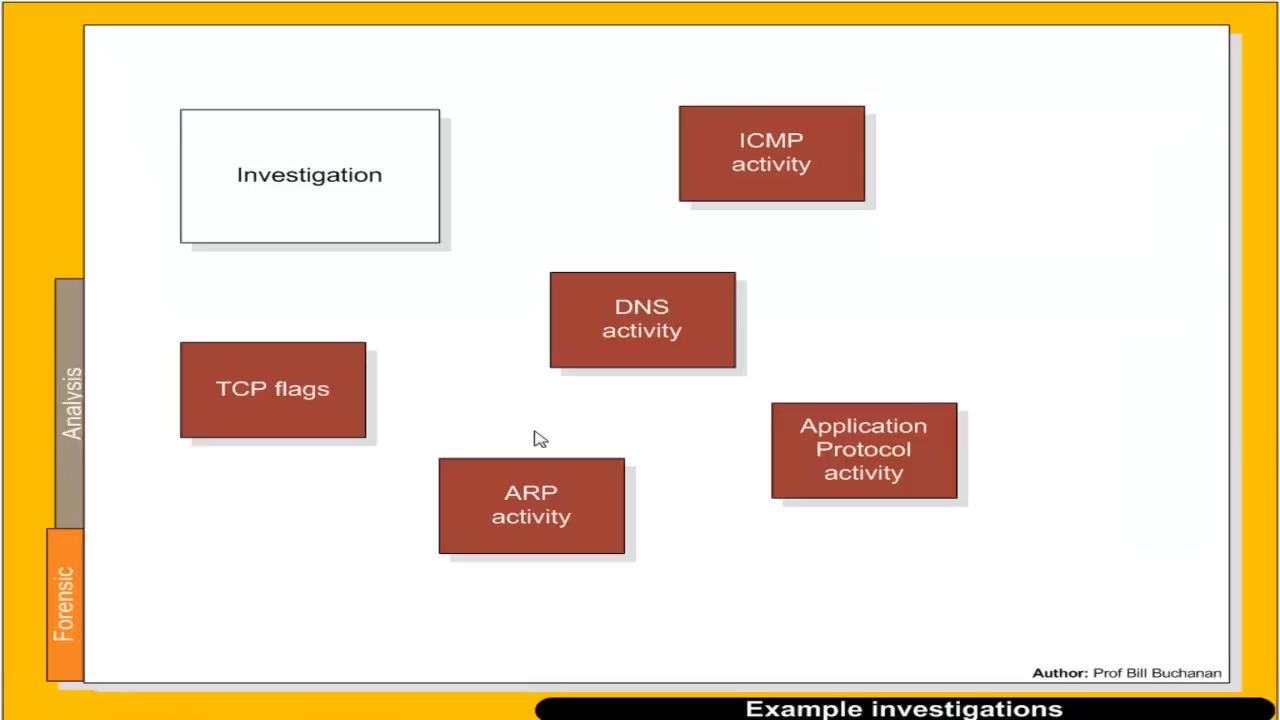 Investigation
ICMP
activity
DNS
activity
TCP flags
Application
Protocol
activity
ARP
activity
Analysis
Forensic
Author: Prof Bill Buchanan
Example investigations